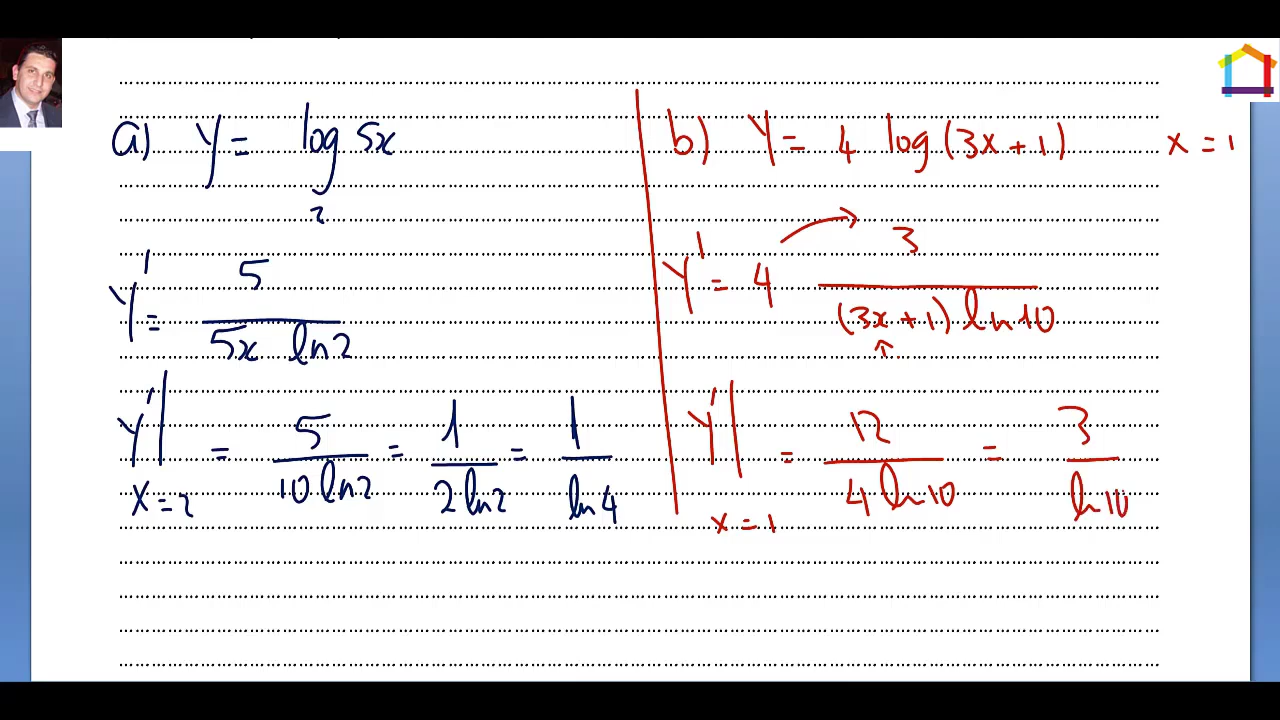 a) y = log₂ 5x
y' = 5 / (5x ln2)
y'| x=2 = 5 / (10 ln2) = 1 / (2 ln2) = 1 / ln4
b) y = 4 log (3x+1) x = 1
y' = 4 → 3 / ((3x+1) ln10)
↑
y'| x=1 = 12 / (4 ln10) = 3 / ln10